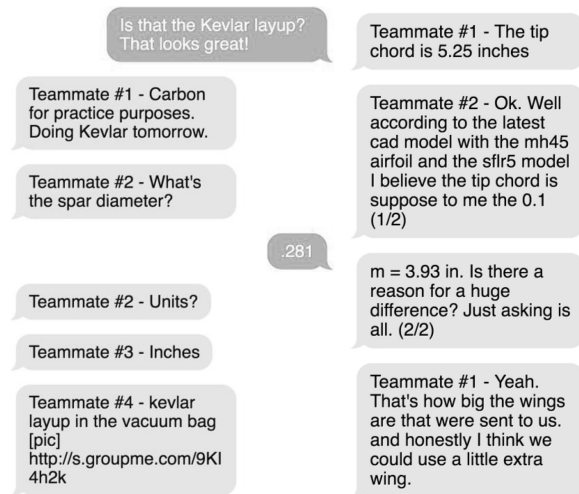 Is that the Kevlar layup?
That looks great!
Teammate #1 - Carbon
for practice purposes.
Doing Kevlar tomorrow.
Teammate #2 - What's
the spar diameter?
.281
Teammate #2 - Units?
Teammate #3 - Inches
Teammate #4 - kevlar
layup in the vacuum bag
[pic]
http://s.groupme.com/9KI
4h2k
Teammate #1 - The tip
chord is 5.25 inches
Teammate #2 - Ok. Well
according to the latest
cad model with the mh45
airfoil and the sflr5 model
I believe the tip chord is
suppose to me the 0.1
(1/2)
m = 3.93 in. Is there a
reason for a huge
difference? Just asking is
all. (2/2)
Teammate #1 - Yeah.
That's how big the wings
are that were sent to us.
and honestly I think we
could use a little extra
wing.